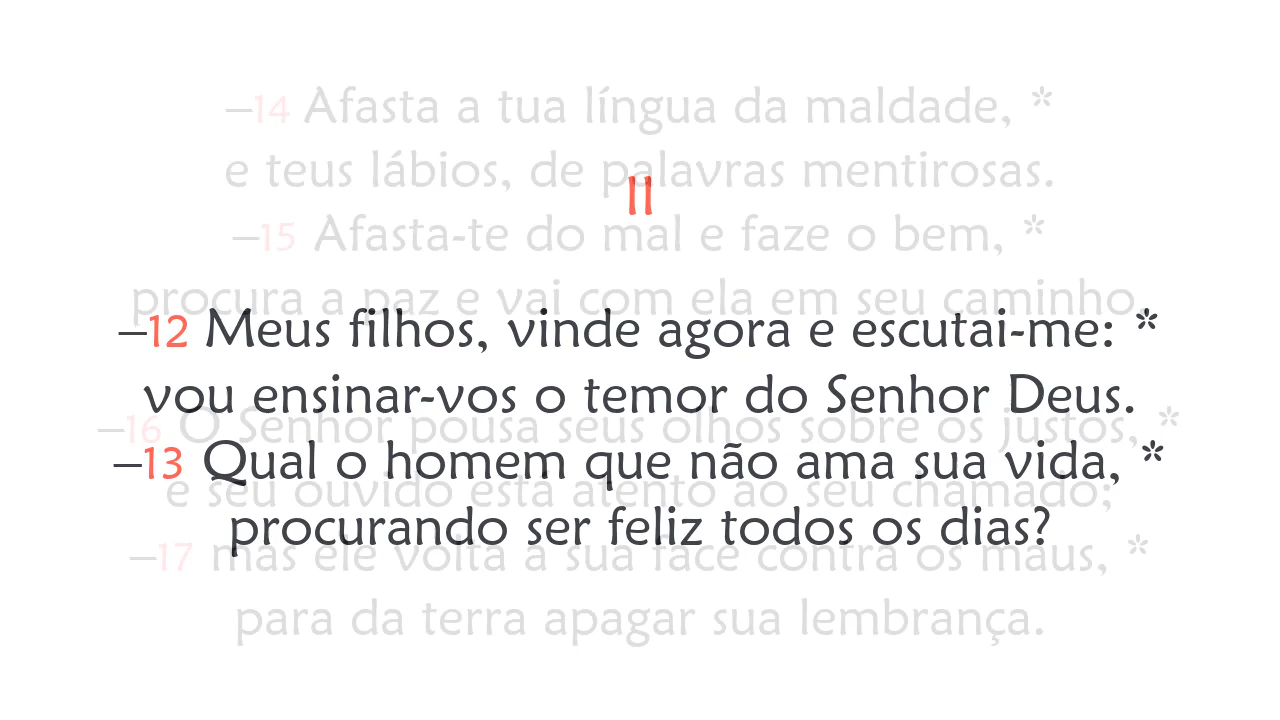 II
–12 Meus filhos, vinde agora e escutai-me: *
vou ensinar-vos o temor do Senhor Deus.
–13 Qual o homem que não ama sua vida, *
procurando ser feliz todos os dias?
–14 Afasta a tua língua da maldade, *
e teus lábios, de palavras mentirosas.
–15 Afasta-te do mal e faze o bem, *
procura a paz e vai com ela em seu caminho.
–16 O Senhor pousa seus olhos sobre os justos, *
e seu ouvido está atento ao seu chamado;
–17 mas ele volta a sua face contra os maus, *
para da terra apagar sua lembrança.